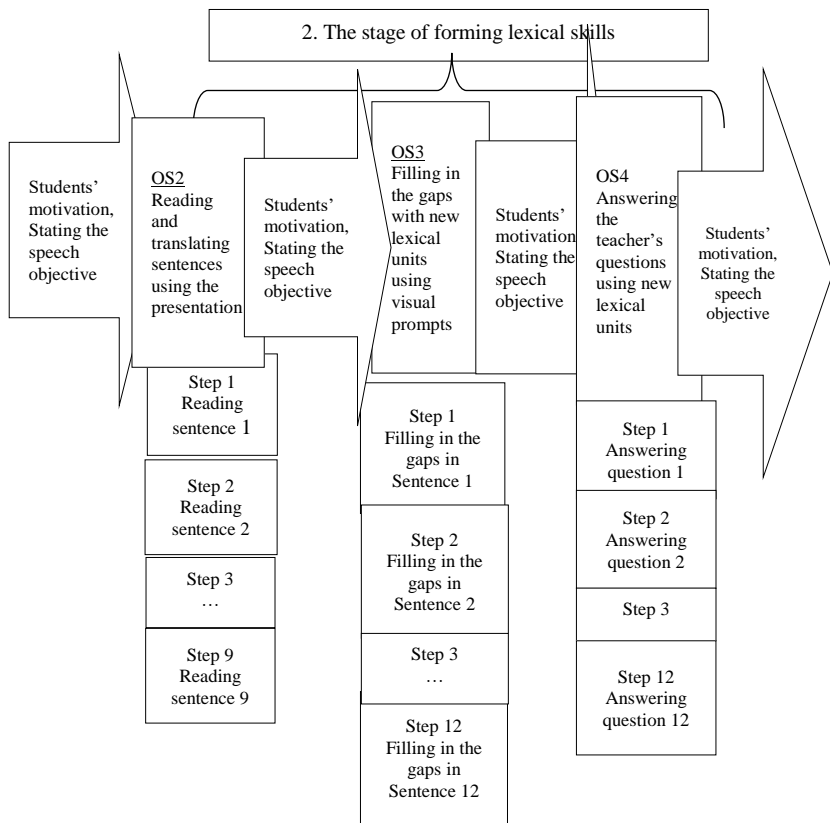 2. The stage of forming lexical skills
Students’
motivation,
Stating the
speech
objective
OS2
Reading
and
translating
sentences
using the
presentation
Students’
motivation,
Stating the
speech
objective
OS3
Filling in
the gaps
with new
lexical
units
using
visual
prompts
Students’
motivation
Stating the
speech
objective
OS4
Answering
the
teacher’s
questions
using new
lexical
units
Students’
motivation,
Stating the
speech
objective
Step 1
Reading
sentence 1
Step 2
Reading
sentence 2
Step 3
…
Step 9
Reading
sentence 9
Step 1
Filling in the
gaps in
Sentence 1
Step 2
Filling in the
gaps in
Sentence 2
Step 3
…
Step 12
Filling in the
gaps in
Sentence 12
Step 1
Answering
question 1
Step 2
Answering
question 2
Step 3
Step 12
Answering
question 12